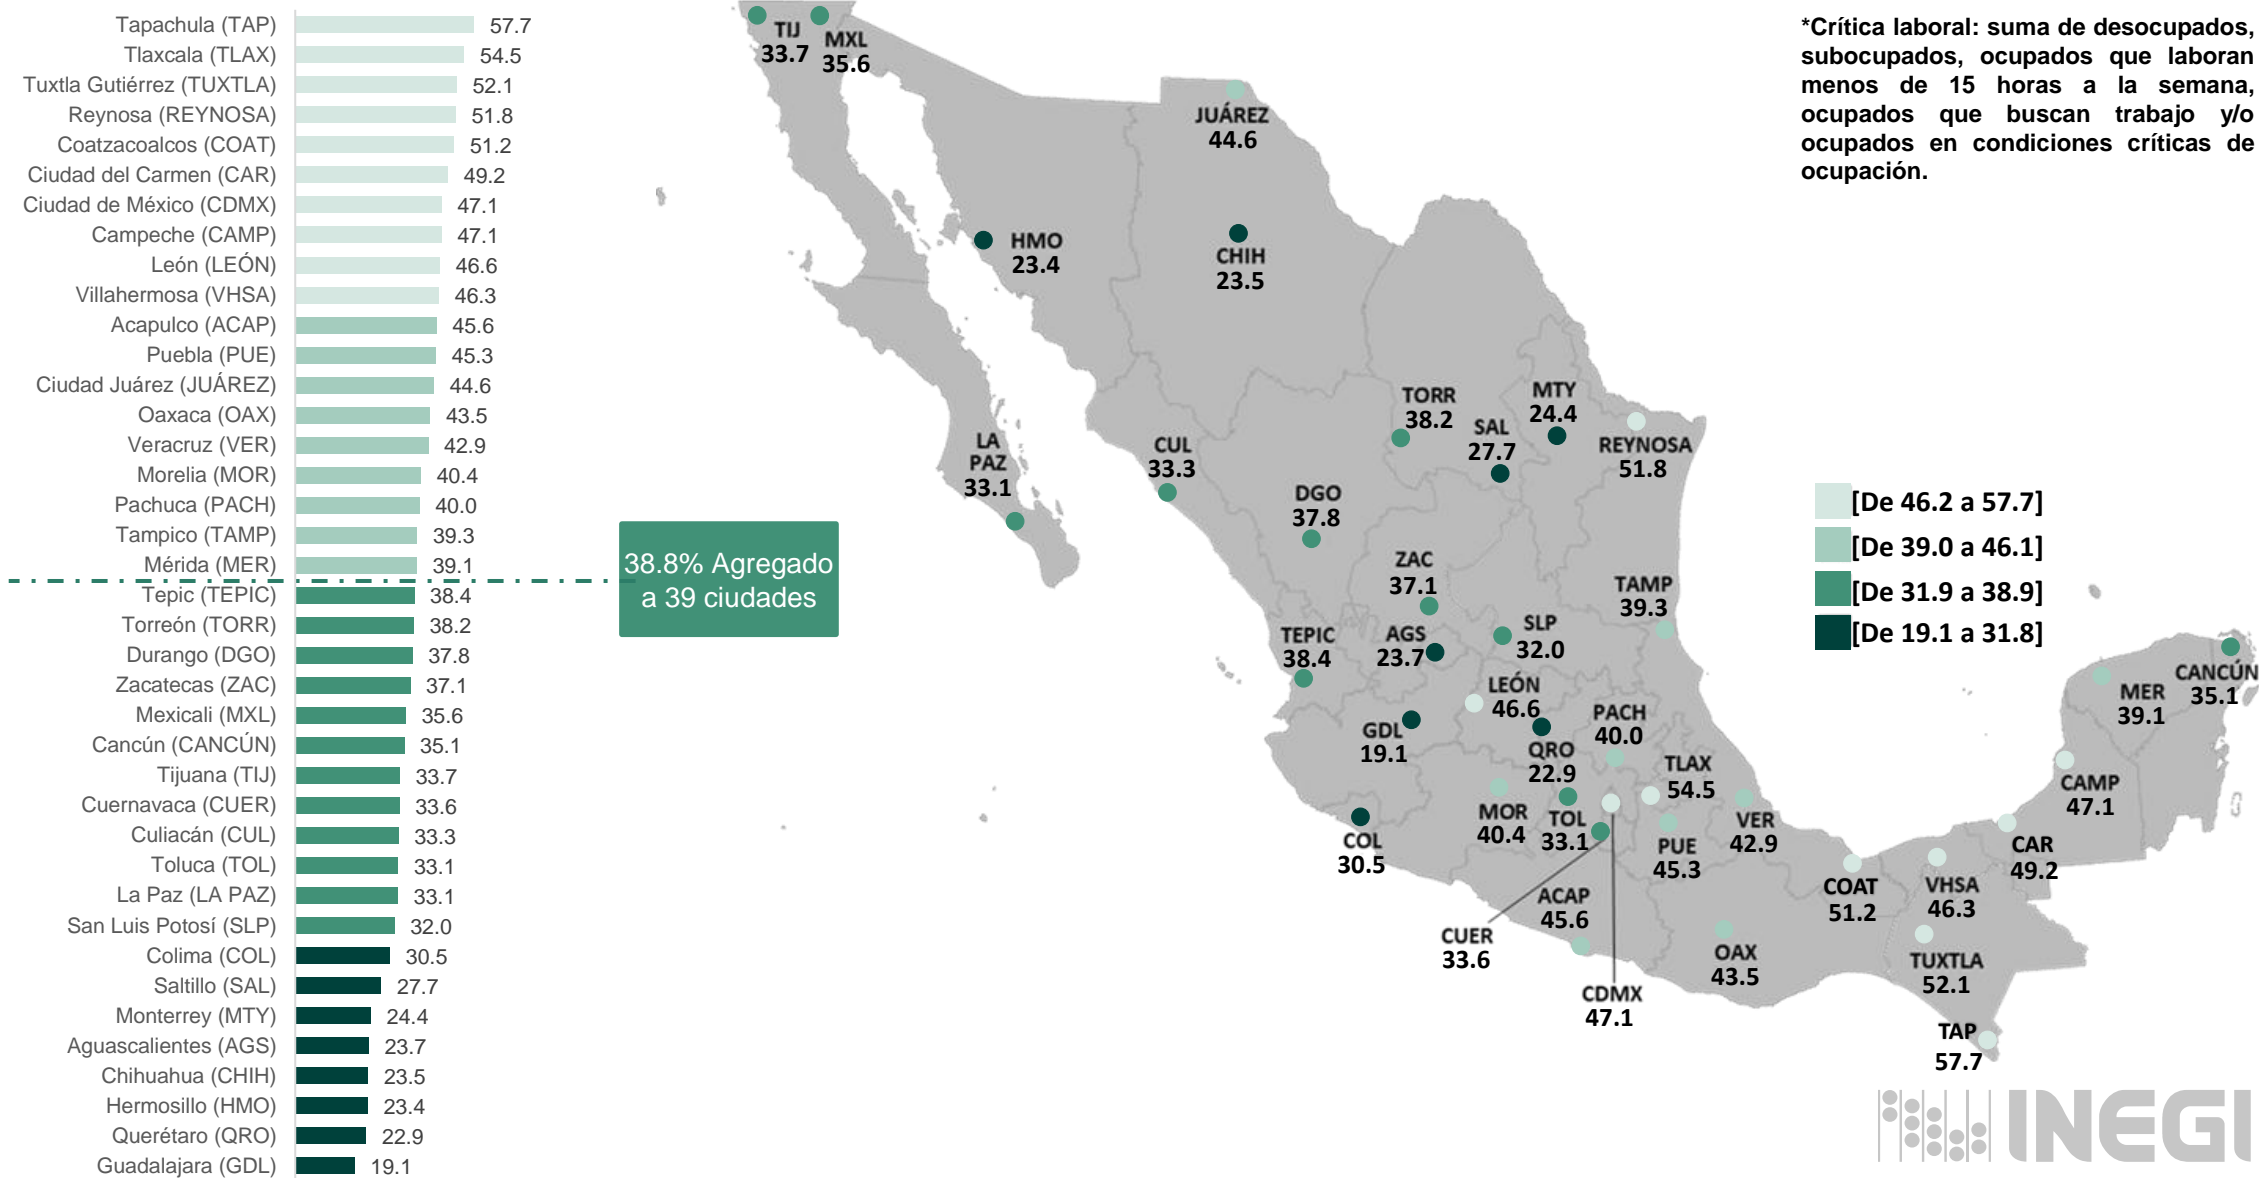 Tapachula (TAP) 57.7
Tlaxcala (TLAX) 54.5
Tuxtla Gutiérrez (TUXTLA) 52.1
Reynosa (REYNOSA) 51.8
Coatzacoalcos (COAT) 51.2
Ciudad del Carmen (CAR) 49.2
Ciudad de México (CDMX) 47.1
Campeche (CAMP) 47.1
León (LEÓN) 46.6
Villahermosa (VHSA) 46.3
Acapulco (ACAP) 45.6
Puebla (PUE) 45.3
Ciudad Juárez (JUÁREZ) 44.6
Oaxaca (OAX) 43.5
Veracruz (VER) 42.9
Morelia (MOR) 40.4
Pachuca (PACH) 40.0
Tampico (TAMP) 39.3
Mérida (MER) 39.1
Tepic (TEPIC) 38.4
Torreón (TORR) 38.2
Durango (DGO) 37.8
Zacatecas (ZAC) 37.1
Mexicali (MXL) 35.6
Cancún (CANCÚN) 35.1
Tijuana (TIJ) 33.7
Cuernavaca (CUER) 33.6
Culiacán (CUL) 33.3
Toluca (TOL) 33.1
La Paz (LA PAZ) 33.1
San Luis Potosí (SLP) 32.0
Colima (COL) 30.5
Saltillo (SAL) 27.7
Monterrey (MTY) 24.4
Aguascalientes (AGS) 23.7
Chihuahua (CHIH) 23.5
Hermosillo (HMO) 23.4
Querétaro (QRO) 22.9
Guadalajara (GDL) 19.1
38.8% Agregado
a 39 ciudades
TIJ
33.7
MXL
35.6
JUÁREZ
44.6
HMO
23.4
CHIH
23.5
LA
PAZ
33.1
CUL
33.3
TORR
38.2
SAL
27.7
MTY
24.4
REYNOSA
51.8
DGO
37.8
ZAC
37.1
TAMP
39.3
TEPIC
38.4
AGS
23.7
SLP
32.0
LEÓN
46.6
GDL
19.1
QRO
22.9
PACH
40.0
TLAX
54.5
COL
30.5
MOR
40.4
TOL
33.1
PUE
45.3
VER
42.9
ACAP
45.6
CUER
33.6
CDMX
47.1
OAX
43.5
COAT
51.2
VHSA
46.3
TUXTLA
52.1
TAP
57.7
CAR
49.2
CAMP
47.1
MER
39.1
CANCÚN
35.1
*Crítica laboral: suma de desocupados,
subocupados, ocupados que laboran
menos de 15 horas a la semana,
ocupados que buscan trabajo y/o
ocupados en condiciones críticas de
ocupación.
[De 46.2 a 57.7]
[De 39.0 a 46.1]
[De 31.9 a 38.9]
[De 19.1 a 31.8]
INEGI